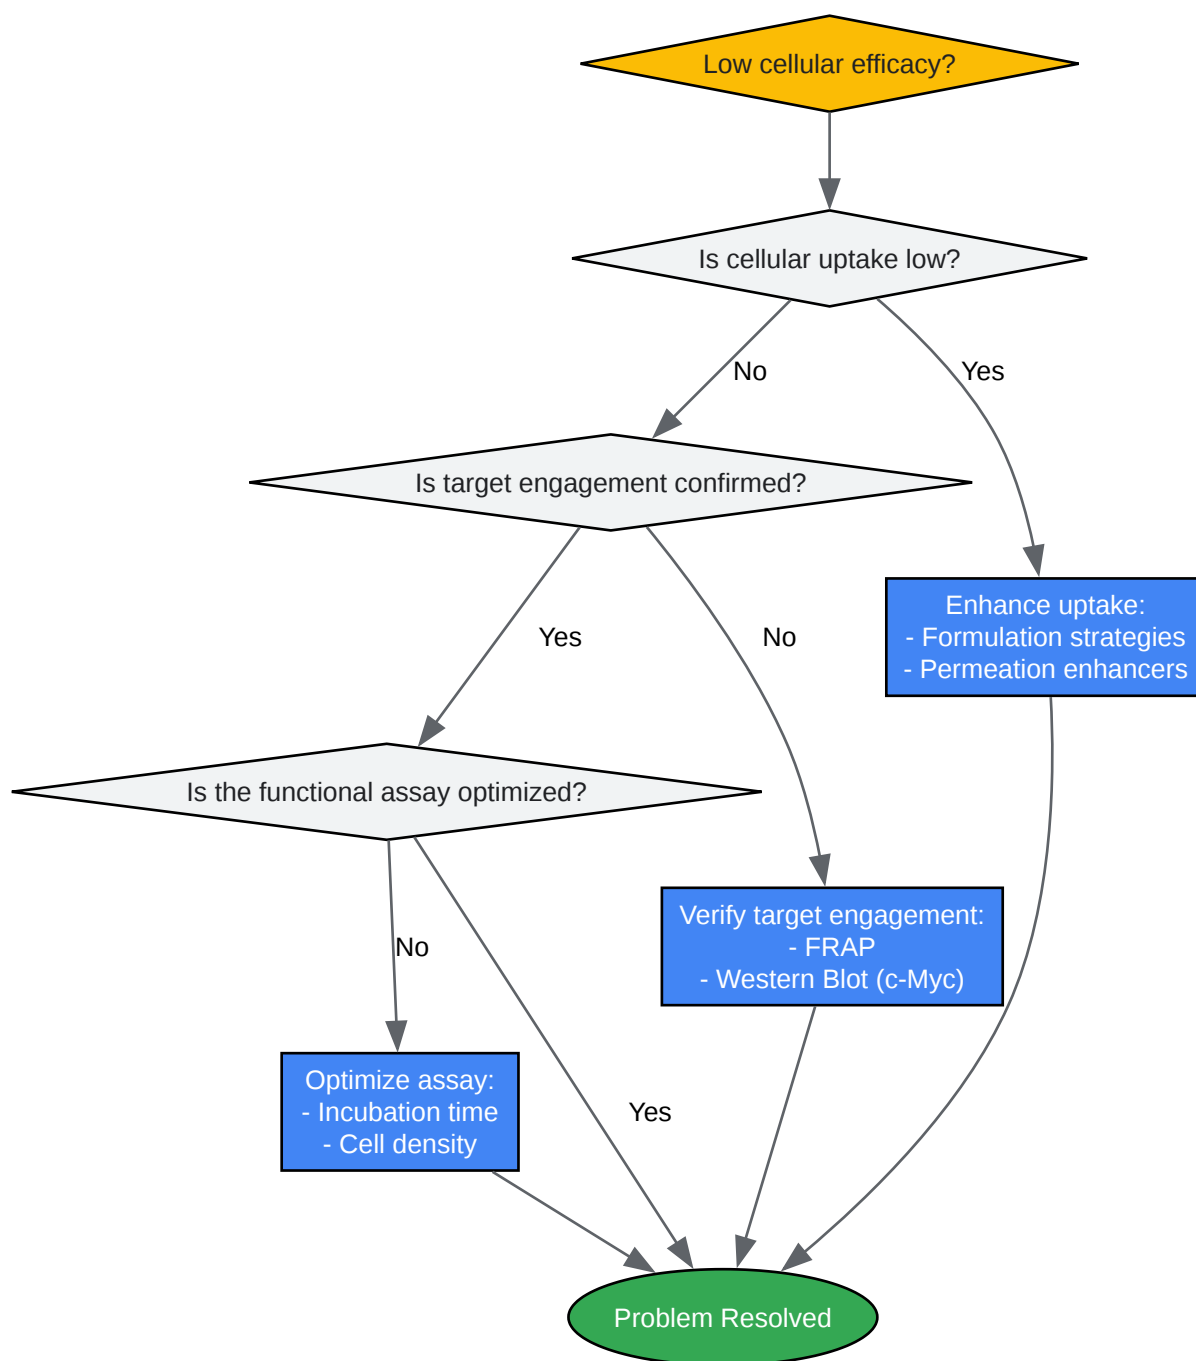 Low cellular efficacy?
Is cellular uptake low?
No
Yes
Is target engagement confirmed?
Yes
No
Enhance uptake:
- Formulation strategies
- Permeation enhancers
Is the functional assay optimized?
No
Verify target engagement:
- FRAP
- Western Blot (c-Myc)
Optimize assay:
- Incubation time
- Cell density
Yes
Problem Resolved